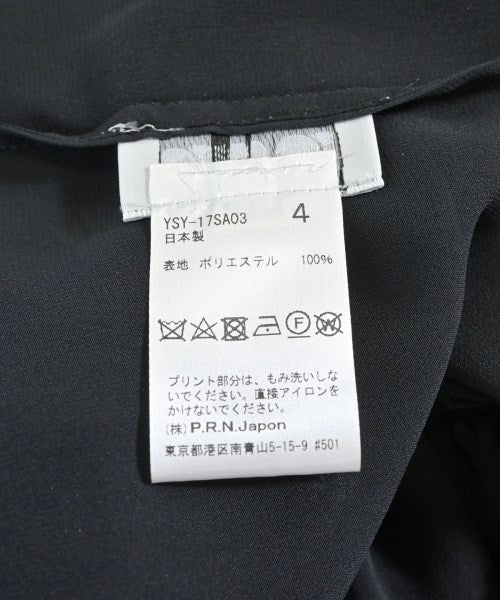 YSY-17SA03 4
日本製
表地 ポリエステル 100%
プリント部分は、もみ洗いしな
いでください。直接アイロンを
かけないでください。
(株) P.R.N.Japon
東京都港区南青山5-15-9 #501